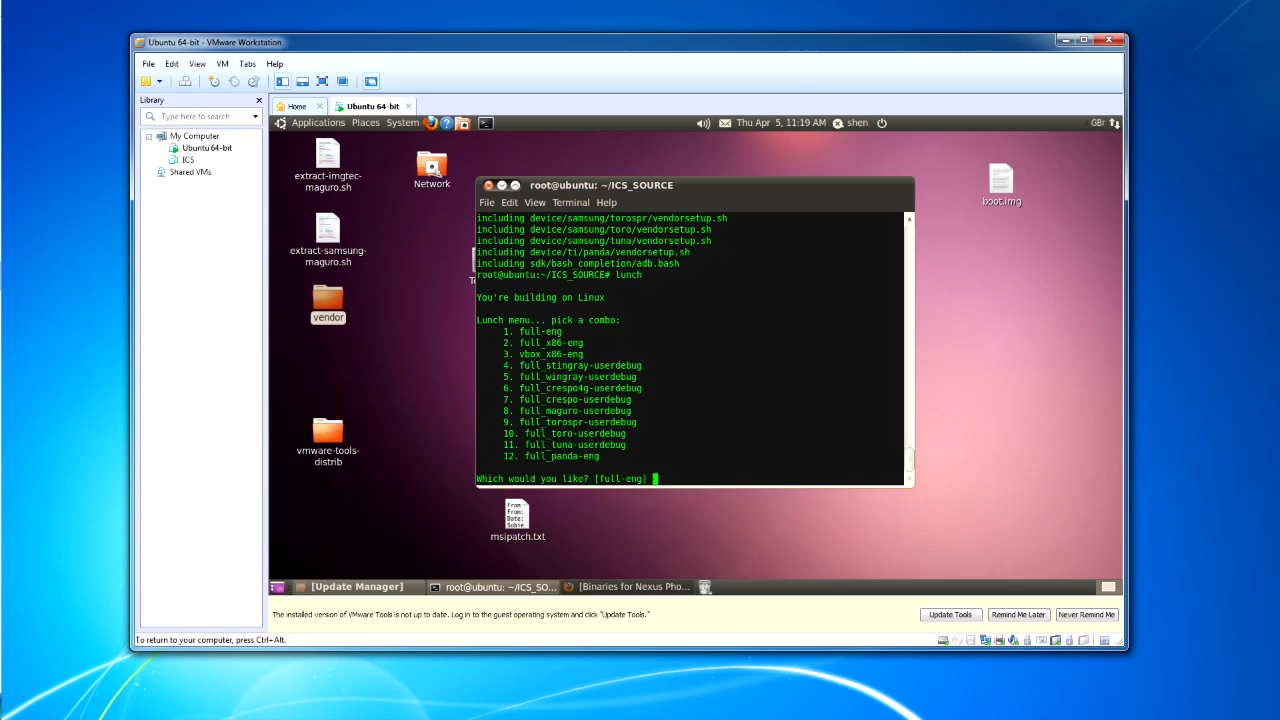 Ubuntu 64-bit - VMware Workstation
File Edit View VM Tabs Help
Library
Type here to search
My Computer
Ubuntu 64-bit
ICS
Shared VMs
Home
Ubuntu 64-bit
Applications Places System
Thu Apr 5, 11:19 AM
shen
GBr
extract-imgtec-
maguro.sh
Network
boot.img
extract-samsung-
maguro.sh
vendor
vmware-tools-
distrib
root@ubuntu: ~/ICS_SOURCE
File Edit View Terminal Help
including device/samsung/torospr/vendorsetup.sh
including device/samsung/toro/vendorsetup.sh
including device/samsung/tuna/vendorsetup.sh
including device/ti/panda/vendorsetup.sh
including sdk/bash_completion/adb.bash
root@ubuntu:~/ICS_SOURCE# lunch
You're building on Linux
Lunch menu... pick a combo:
1. full-eng
2. full_x86-eng
3. vbox_x86-eng
4. full_stingray-userdebug
5. full_wingray-userdebug
6. full_crespo4g-userdebug
7. full_crespo-userdebug
8. full_maguro-userdebug
9. full_torospr-userdebug
10. full_toro-userdebug
11. full_tuna-userdebug
12. full_panda-eng
Which would you like? [full-eng]
From
From:
Date:
msipatch.txt
[Update Manager]
root@ubuntu: ~/ICS_SO...
[Binaries for Nexus Pho...
The installed version of VMware Tools is not up to date. Log in to the guest operating system and click "Update Tools."
Update Tools
Remind Me Later
Never Remind Me
To return to your computer, press Ctrl+Alt.